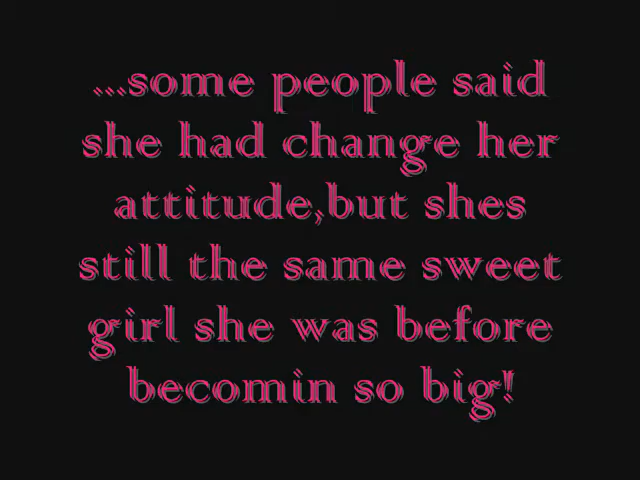 ...some people said
she had change her
attitude,but shes
still the same sweet
girl she was before
becomin so big!